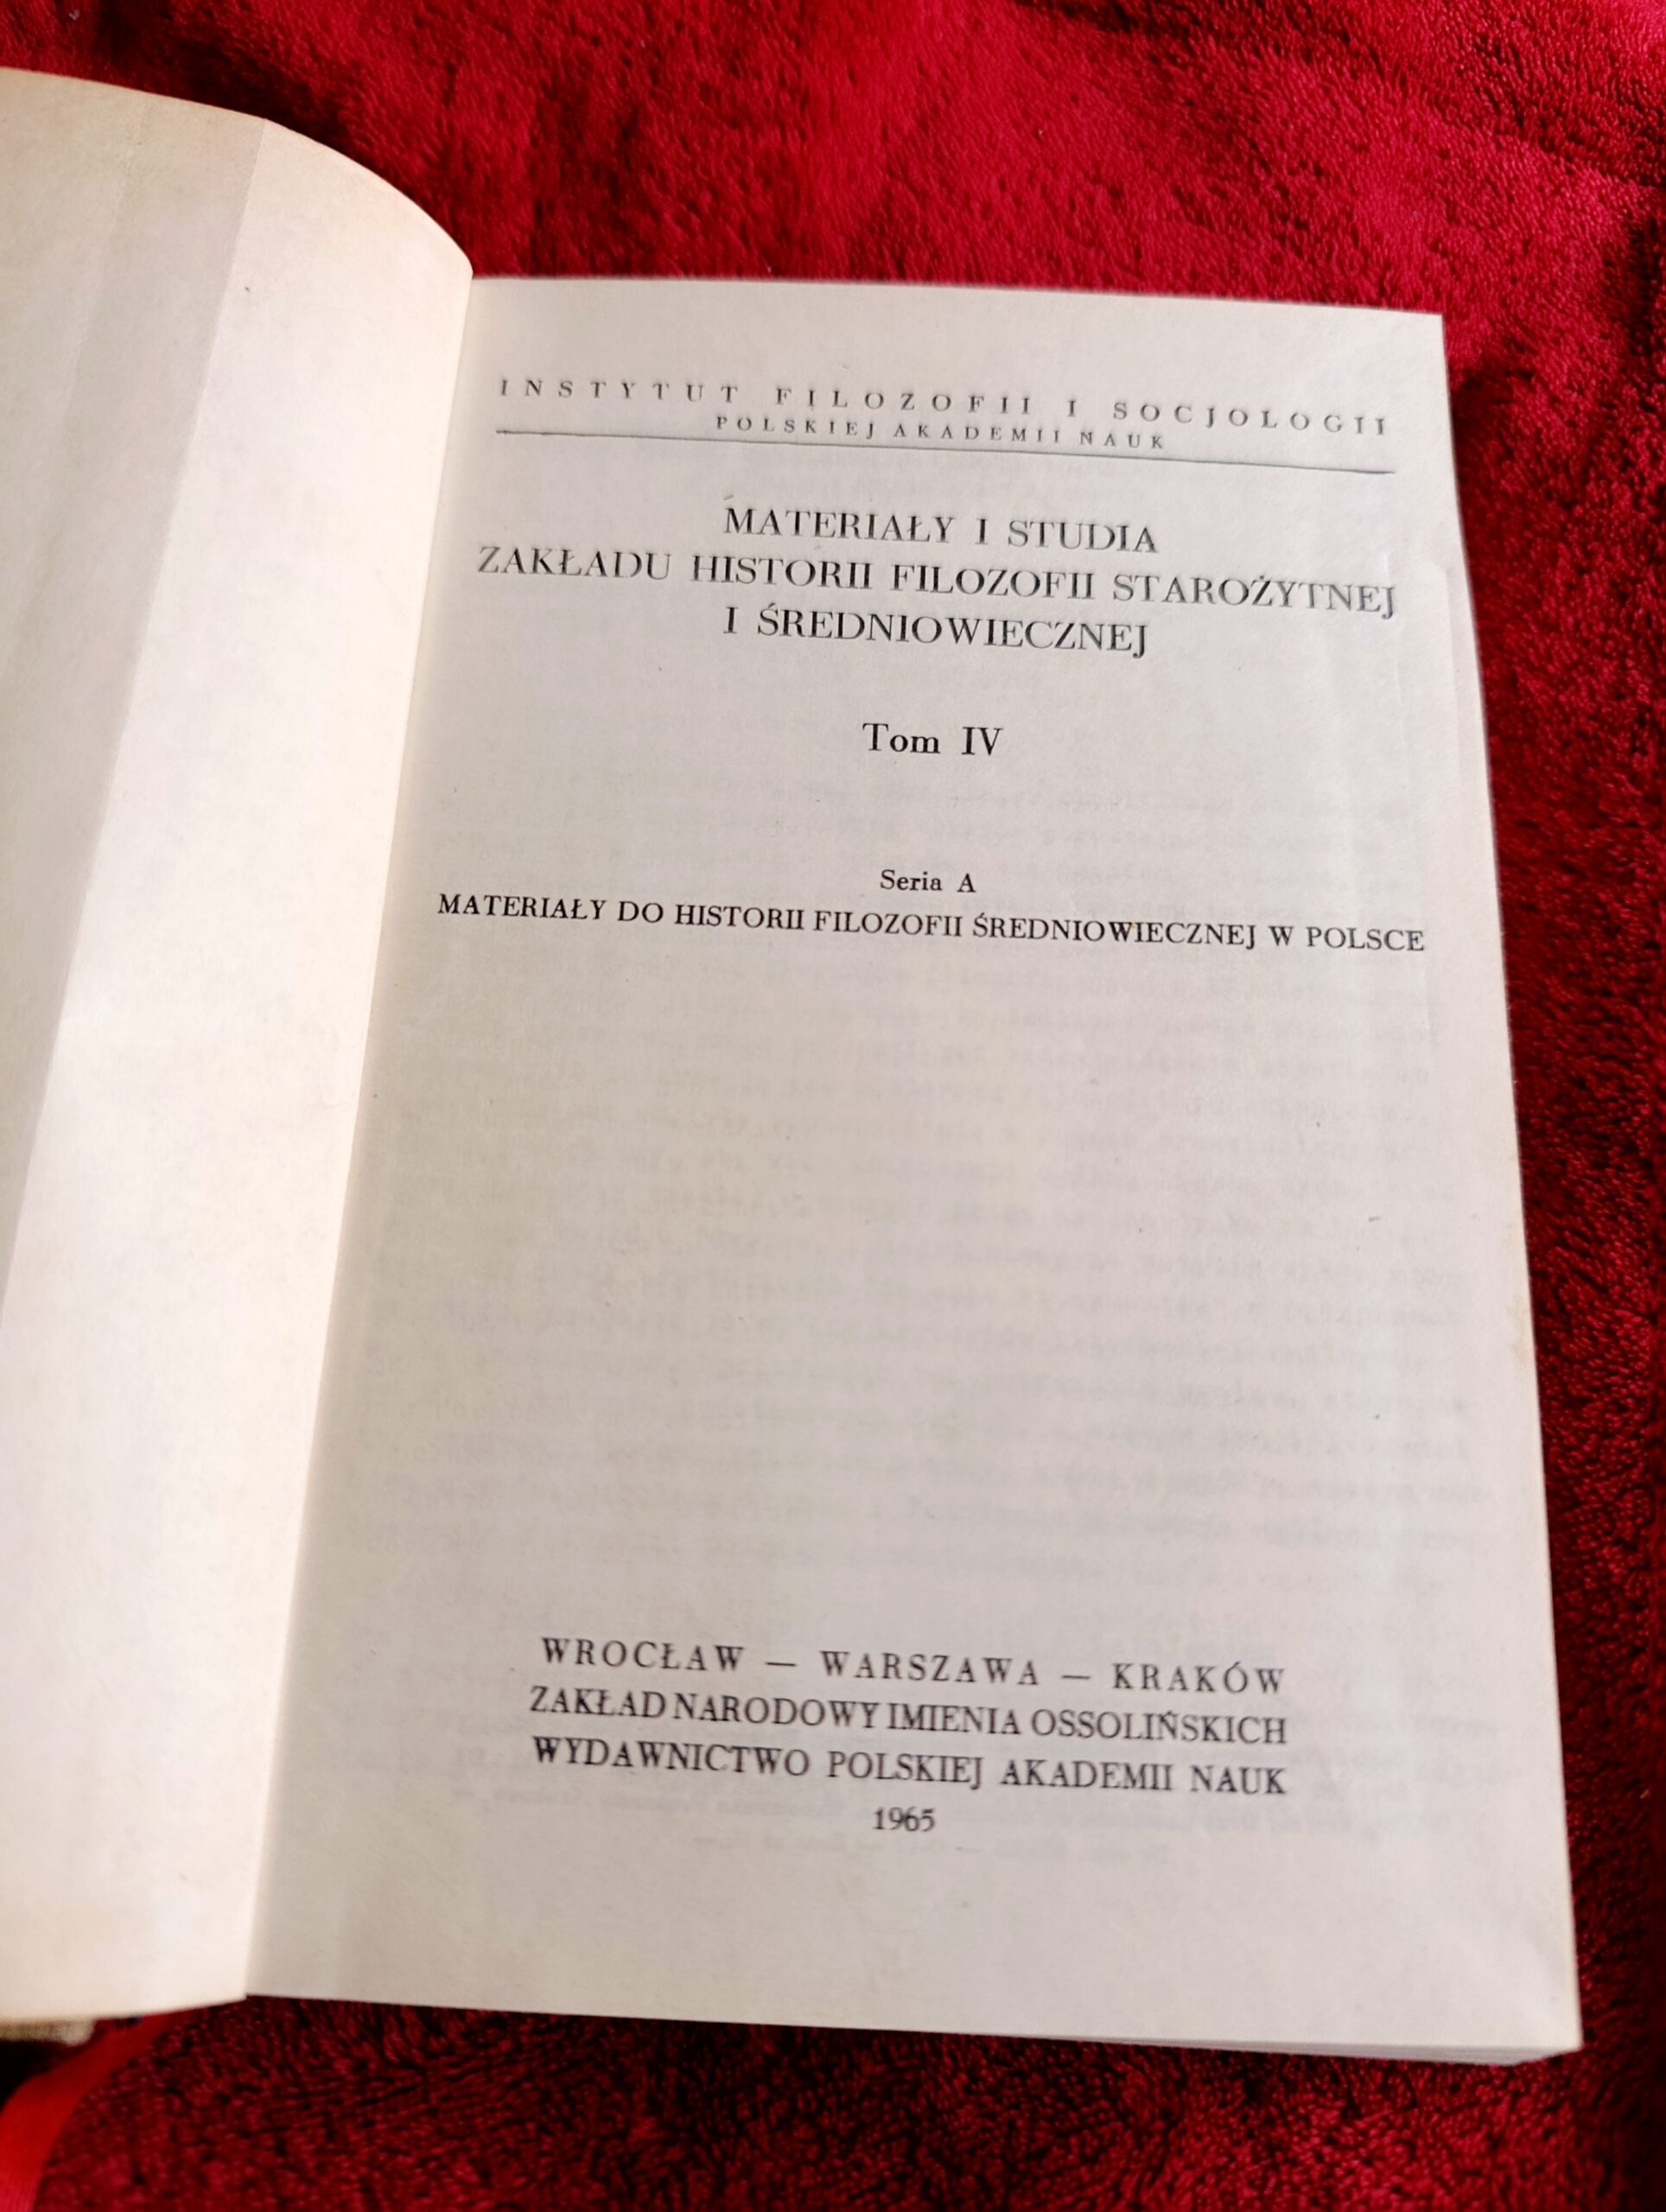 INSTYTUT FILOZOFII I SOCJOLOGII
POLSKIEJ AKADEMII NAUK
MATERIAŁY I STUDIA
ZAKŁADU HISTORII FILOZOFII STAROŻYTNEJ
I ŚREDNIOWIECZNEJ
Tom IV
Seria A
MATERIAŁY DO HISTORII FILOZOFII ŚREDNIOWIECZNEJ W POLSCE
WROCŁAW — WARSZAWA — KRAKÓW
ZAKŁAD NARODOWY IMIENIA OSSOLIŃSKICH
WYDAWNICTWO POLSKIEJ AKADEMII NAUK
1965